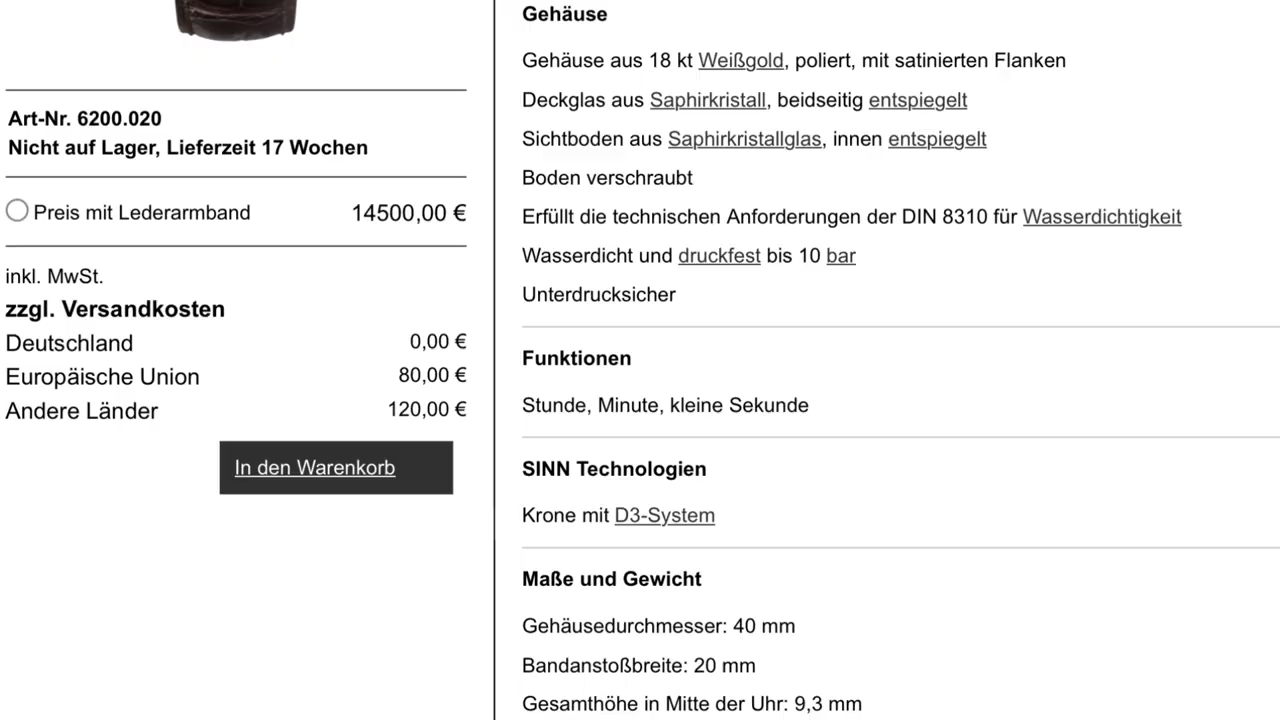 Art-Nr. 6200.020
Nicht auf Lager, Lieferzeit 17 Wochen
Preis mit Lederarmband 14500,00 €
inkl. MwSt.
zzgl. Versandkosten
Deutschland 0,00 €
Europäische Union 80,00 €
Andere Länder 120,00 €
In den Warenkorb
Gehäuse
Gehäuse aus 18 kt Weißgold, poliert, mit satinierten Flanken
Deckglas aus Saphirkristall, beidseitig entspiegelt
Sichtboden aus Saphirkristallglas, innen entspiegelt
Boden verschraubt
Erfüllt die technischen Anforderungen der DIN 8310 für Wasserdichtigkeit
Wasserdicht und druckfest bis 10 bar
Unterdrucksicher
Funktionen
Stunde, Minute, kleine Sekunde
SINN Technologien
Krone mit D3-System
Maße und Gewicht
Gehäusedurchmesser: 40 mm
Bandanstoßbreite: 20 mm
Gesamthöhe in Mitte der Uhr: 9,3 mm